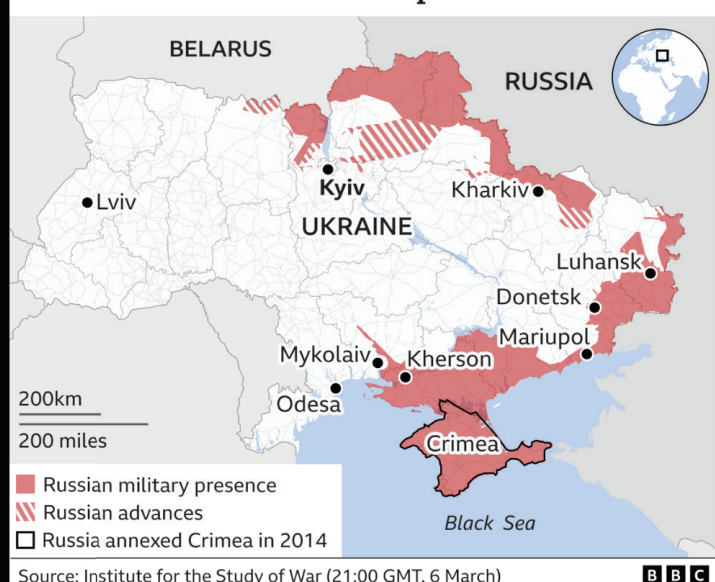 BELARUS
RUSSIA
Kyiv
Kharkiv
Lviv
UKRAINE
Luhansk
Donetsk
Mariupol
Mykolaiv
Kherson
Odesa
200km
200 miles
Crimea
Russian military presence
Russian advances
Russia annexed Crimea in 2014
Black Sea
Source: Institute for the Study of War (21:00 GMT, 6 March)
BBC